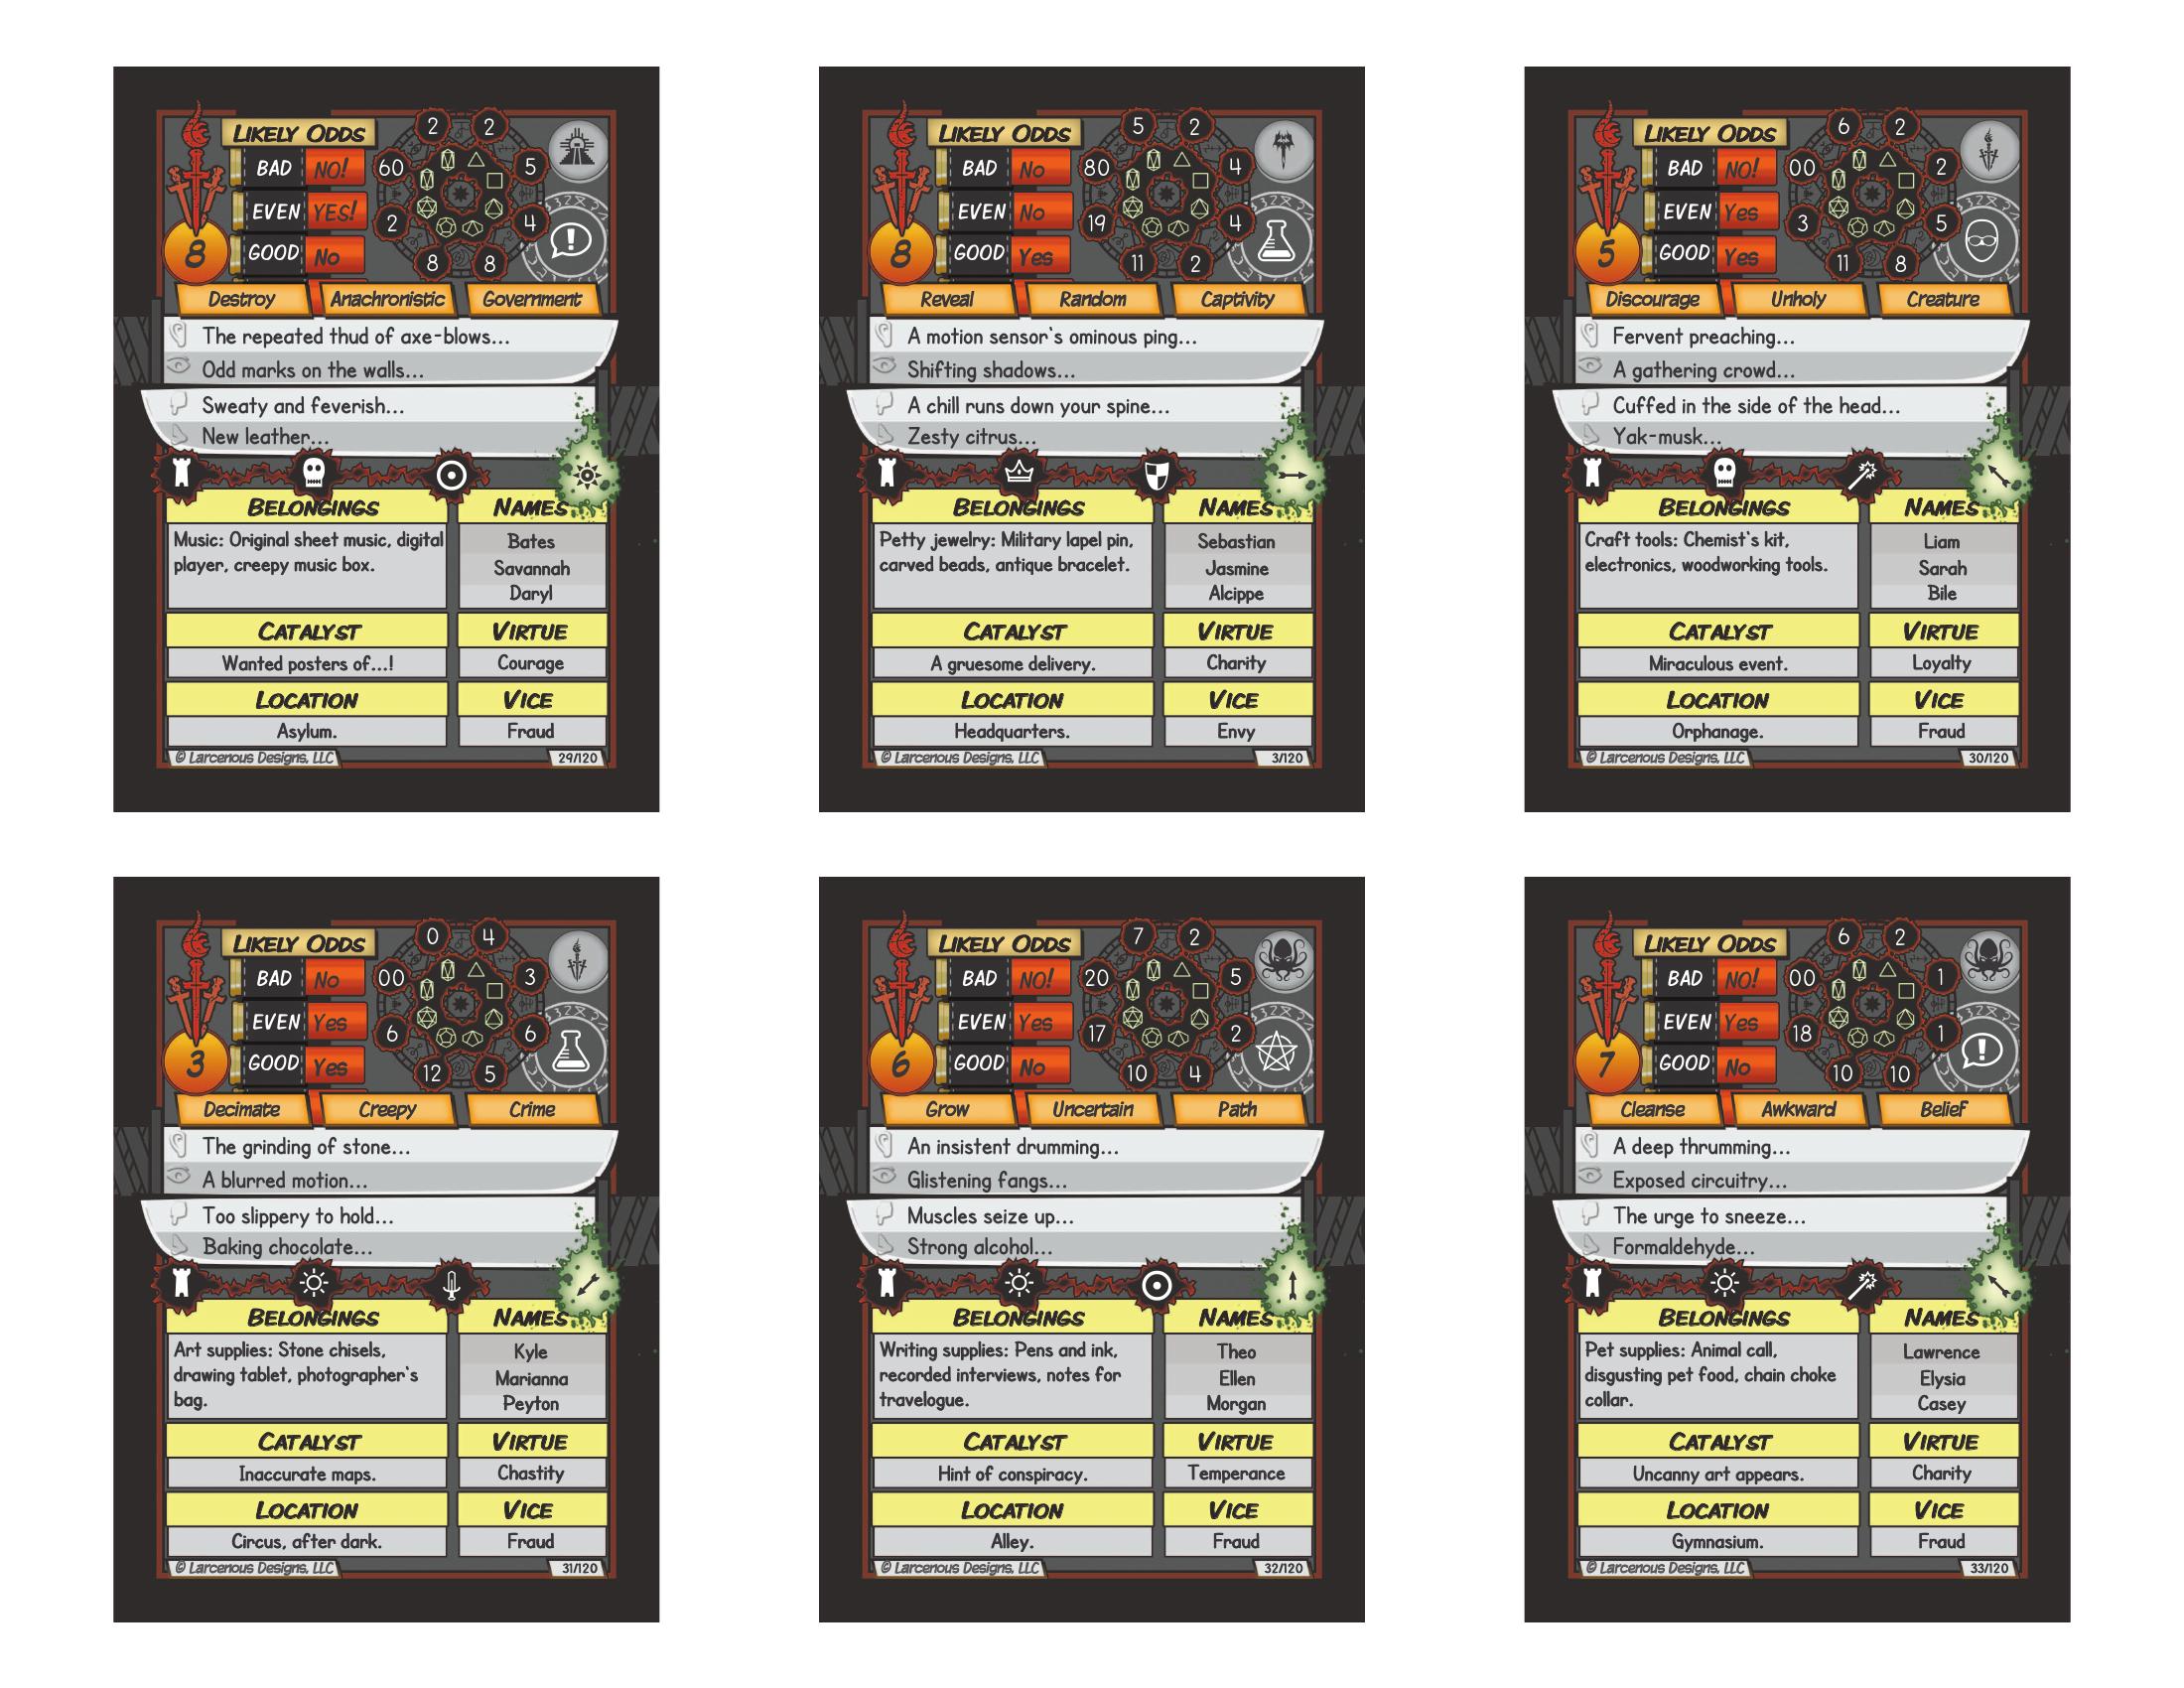 LIKELY ODDS
BAD NO!
EVEN YES!
GOOD No
8
2 2
60 5
2 4
8 8
Destroy Anachronistic Government
The repeated thud of axe-blows...
Odd marks on the walls...
Sweaty and feverish...
New leather...
BELONGINGS NAMES
Music: Original sheet music, digital
player, creepy music box.
Bates
Savannah
Daryl
CATALYST VIRTUE
Wanted posters of...! Courage
LOCATION VICE
Asylum. Fraud
© Larcenous Designs, LLC 29/120
LIKELY ODDS
BAD No
EVEN No
GOOD Yes
8
5 2
80 4
19 4
11 2
Reveal Random Captivity
A motion sensor's ominous ping...
Shifting shadows...
A chill runs down your spine...
Zesty citrus...
BELONGINGS NAMES
Petty jewelry: Military lapel pin,
carved beads, antique bracelet.
Sebastian
Jasmine
Alcippe
CATALYST VIRTUE
A gruesome delivery. Charity
LOCATION VICE
Headquarters. Envy
© Larcenous Designs, LLC 3/120
LIKELY ODDS
BAD NO!
EVEN Yes
GOOD Yes
5
6 2
00 2
3 5
11 8
Discourage Unholy Creature
Fervent preaching...
A gathering crowd...
Cuffed in the side of the head...
Yak-musk...
BELONGINGS NAMES
Craft tools: Chemist's kit,
electronics, woodworking tools.
Liam
Sarah
Bile
CATALYST VIRTUE
Miraculous event. Loyalty
LOCATION VICE
Orphanage. Fraud
© Larcenous Designs, LLC 30/120
LIKELY ODDS
BAD No
EVEN Yes
GOOD Yes
3
0 4
00 3
6 6
12 5
Decimate Creepy Crime
The grinding of stone...
A blurred motion...
Too slippery to hold...
Baking chocolate...
BELONGINGS NAMES
Art supplies: Stone chisels,
drawing tablet, photographer's
bag.
Kyle
Marianna
Peyton
CATALYST VIRTUE
Inaccurate maps. Chastity
LOCATION VICE
Circus, after dark. Fraud
© Larcenous Designs, LLC 31/120
LIKELY ODDS
BAD NO!
EVEN Yes
GOOD No
6
7 2
20 5
17 2
10 4
Grow Uncertain Path
An insistent drumming...
Glistening fangs...
Muscles seize up...
Strong alcohol...
BELONGINGS NAMES
Writing supplies: Pens and ink,
recorded interviews, notes for
travelogue.
Theo
Ellen
Morgan
CATALYST VIRTUE
Hint of conspiracy. Temperance
LOCATION VICE
Alley. Fraud
© Larcenous Designs, LLC 32/120
LIKELY ODDS
BAD NO!
EVEN Yes
GOOD No
7
6 2
00 1
18 1
10 10
Cleanse Awkward Belief
A deep thrumming...
Exposed circuitry...
The urge to sneeze...
Formaldehyde...
BELONGINGS NAMES
Pet supplies: Animal call,
disgusting pet food, chain choke
collar.
Lawrence
Elysia
Casey
CATALYST VIRTUE
Uncanny art appears. Charity
LOCATION VICE
Gymnasium. Fraud
© Larcenous Designs, LLC 33/120